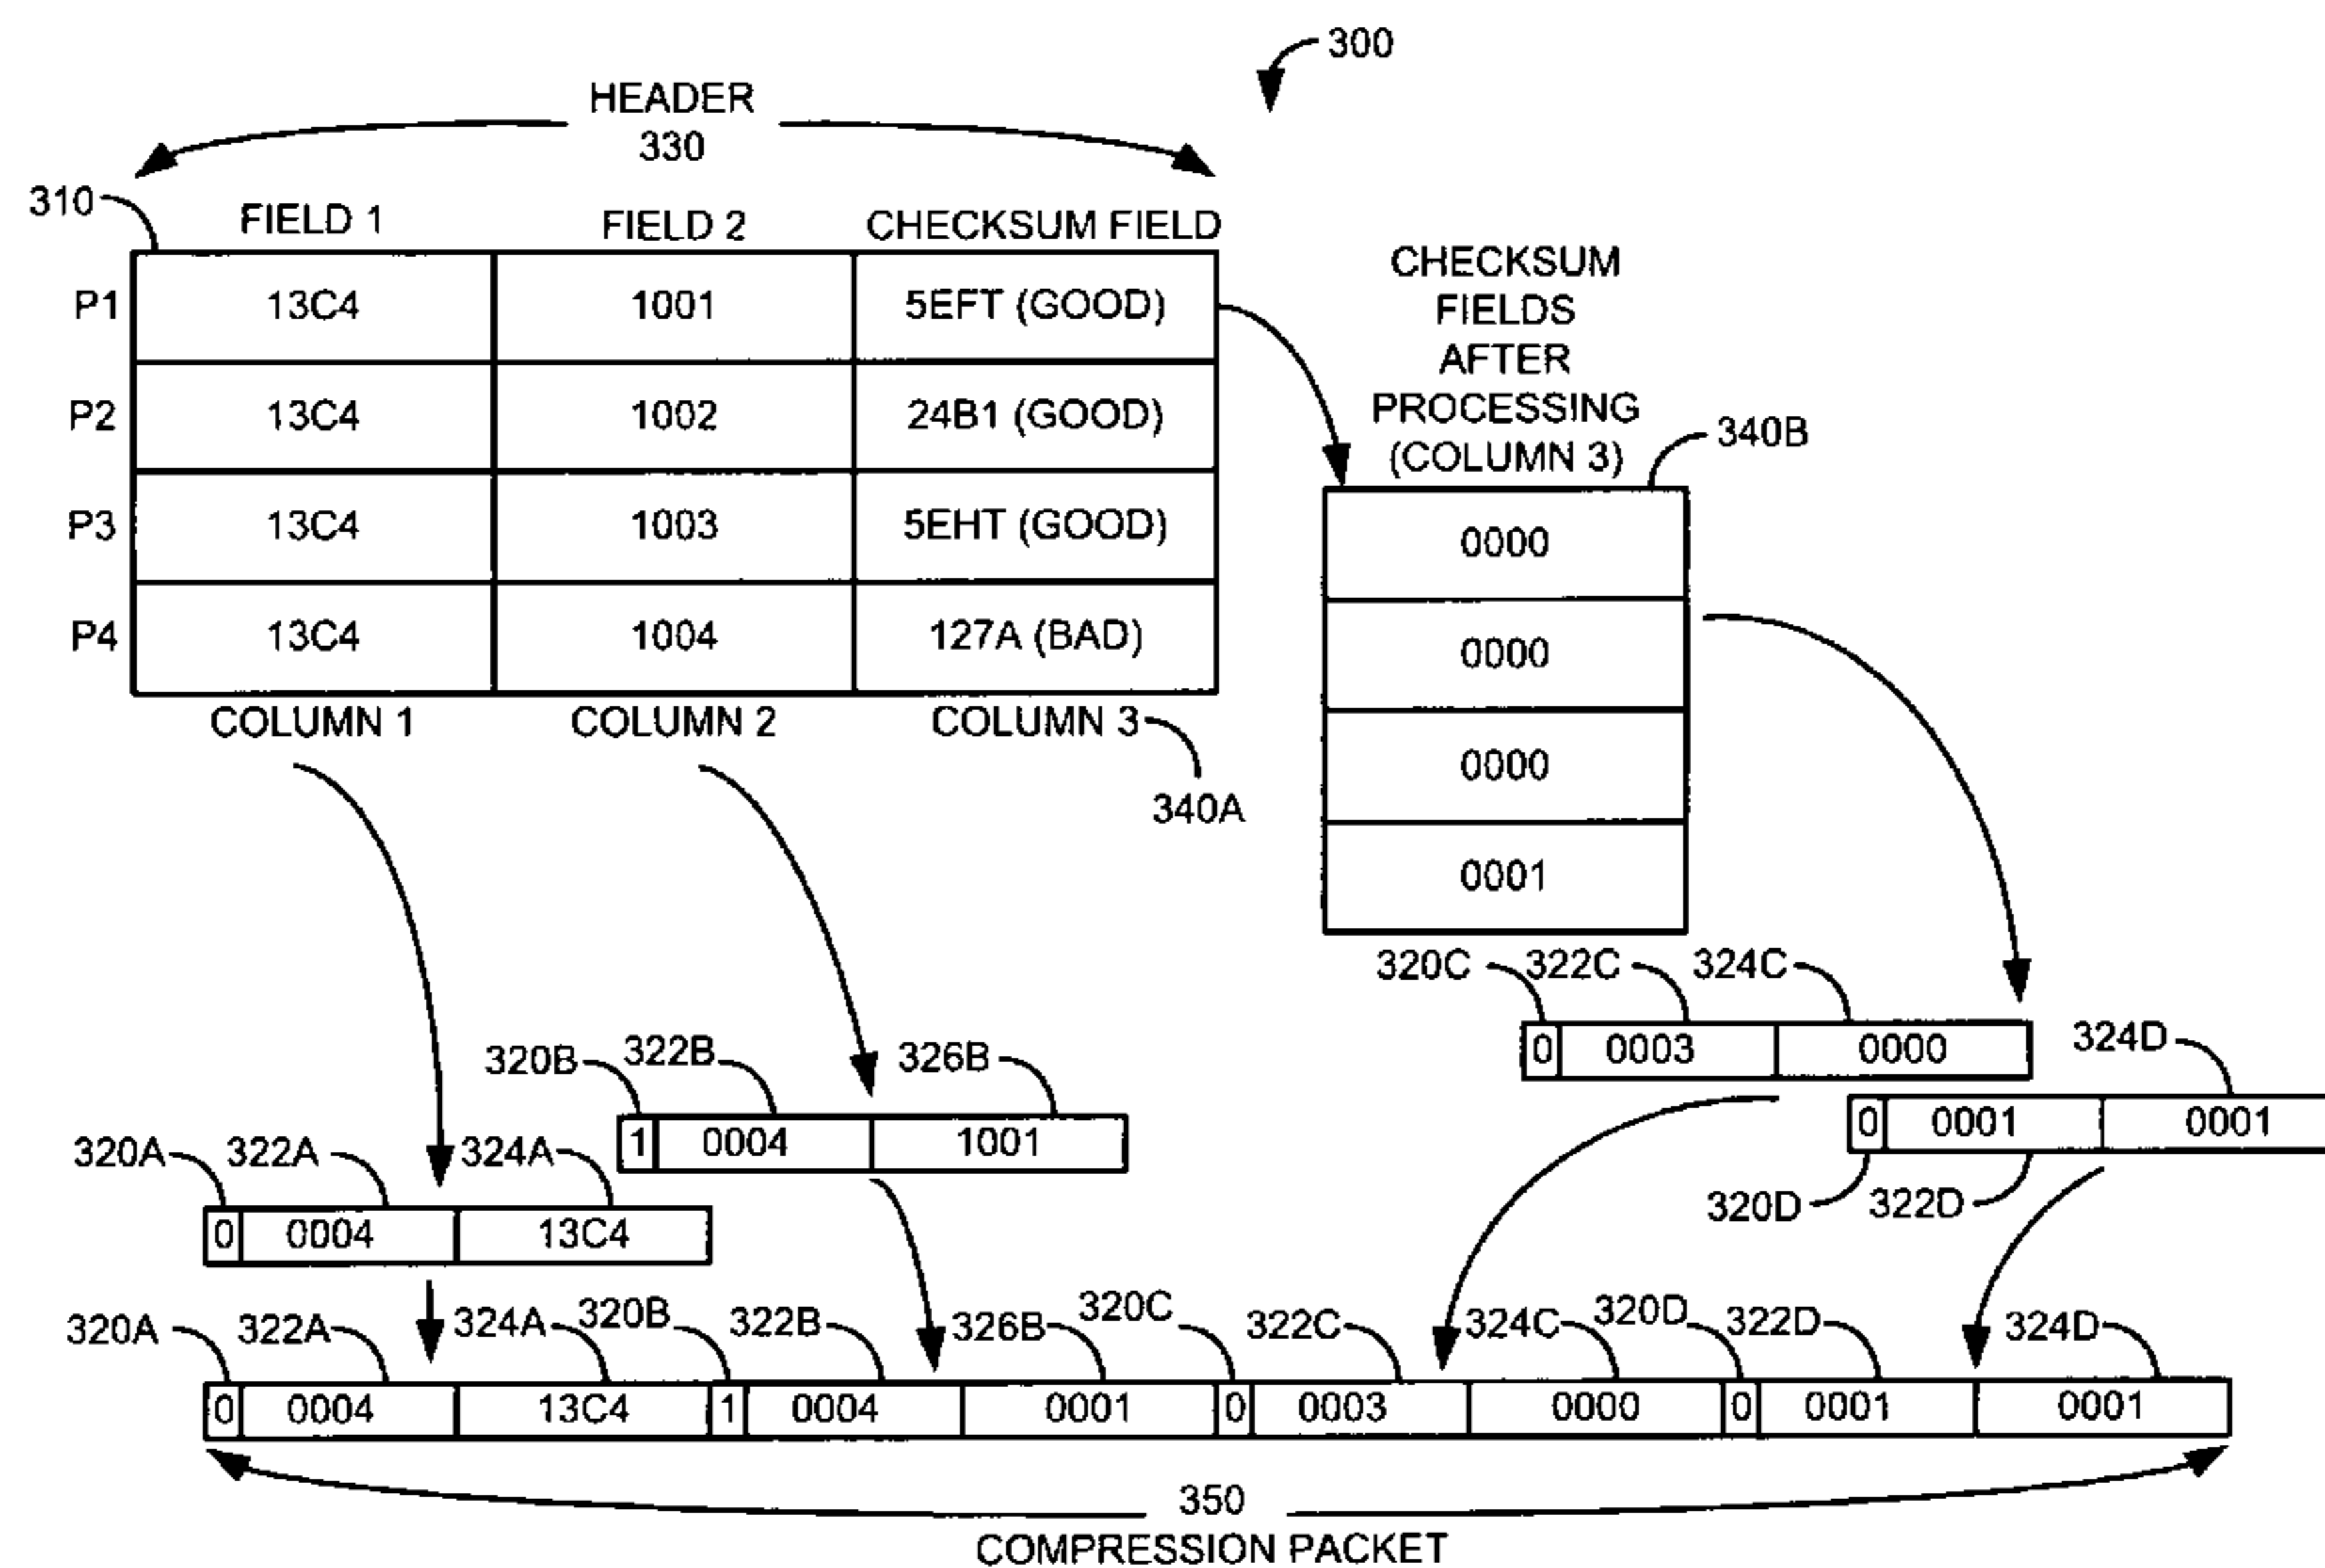 300
HEADER
330
310
FIELD 1 FIELD 2 CHECKSUM FIELD
P1 13C4 1001 5EFT (GOOD)
P2 13C4 1002 24B1 (GOOD)
P3 13C4 1003 5EHT (GOOD)
P4 13C4 1004 127A (BAD)
COLUMN 1 COLUMN 2 COLUMN 3
340A
CHECKSUM
FIELDS
AFTER
PROCESSING
(COLUMN 3)
340B
0000
0000
0000
0001
320C 322C 324C
0 0003 0000
324D
0 0001 0001
320D 322D
320B 322B 326B
1 0004 1001
320A 322A 324A
0 0004 13C4
320A 322A 324A 320B 322B 326B 320C 322C 324C 320D 322D 324D
0 0004 13C4 1 0004 0001 0 0003 0000 0 0001 0001
350
COMPRESSION PACKET